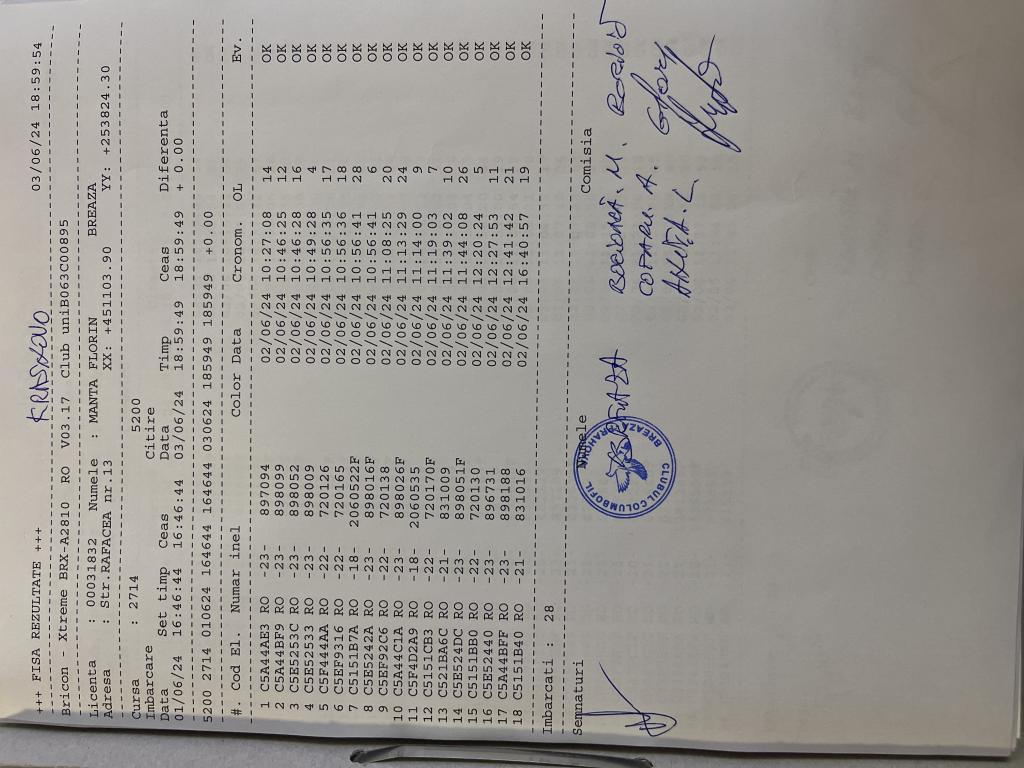 KRASILOVO
+++ FISA REZULTATE +++ 03/06/24 18:59:54
Bricon - Xtreme BRX-A2810 RO V03.17 Club uniB063C00895
Licenta : 00031832 Numele : MANTA FLORIN BREAZA
Adresa : Str.RAFACEA nr.13 XX: +451103.90 YY: +253824.30
Cursa : 2714 5200
Imbarcare Citire
Data Set timp Ceas Data Timp Ceas Diferenta
01/06/24 16:46:44 16:46:44 03/06/24 18:59:49 18:59:49 + 0.00
5200 2714 010624 164644 164644 030624 185949 185949 +0.00
#. Cod El. Numar inel Color Data Cronom. OL Ev.
1 C5A44AE3 RO -23- 897094 02/06/24 10:27:08 14 OK
2 C5A44BF9 RO -23- 898099 02/06/24 10:46:25 12 OK
3 C5E5253C RO -23- 898052 02/06/24 10:46:28 16 OK
4 C5E52533 RO -23- 898009 02/06/24 10:49:28 4 OK
5 C5F444AA RO -22- 720126 02/06/24 10:56:35 17 OK
6 C5EF9316 RO -22- 720165 02/06/24 10:56:36 18 OK
7 C5151B7A RO -18- 2060522F 02/06/24 10:56:41 28 OK
8 C5E5242A RO -23- 898016F 02/06/24 10:56:41 6 OK
9 C5EF92C6 RO -22- 720138 02/06/24 11:08:25 20 OK
10 C5A44C1A RO -23- 898026F 02/06/24 11:13:29 24 OK
11 C5F4D2A9 RO -18- 2060535 02/06/24 11:14:00 9 OK
12 C5151CB3 RO -22- 720170F 02/06/24 11:19:03 7 OK
13 C521BA6C RO -21- 831009 02/06/24 11:39:02 10 OK
14 C5E524DC RO -23- 898051F 02/06/24 11:44:08 26 OK
15 C5151BB0 RO -22- 720130 02/06/24 12:20:24 5 OK
16 C5E52440 RO -23- 896731 02/06/24 12:27:53 11 OK
17 C5A44BFF RO -23- 898188 02/06/24 12:41:42 21 OK
18 C5151B40 RO -21- 831016 02/06/24 16:40:57 19 OK
Imbarcati : 28
Semnaturi Numele Comisia
CLUBUL COLUMBOFIL
BREAZA PRAHOVA
COFARU. A.